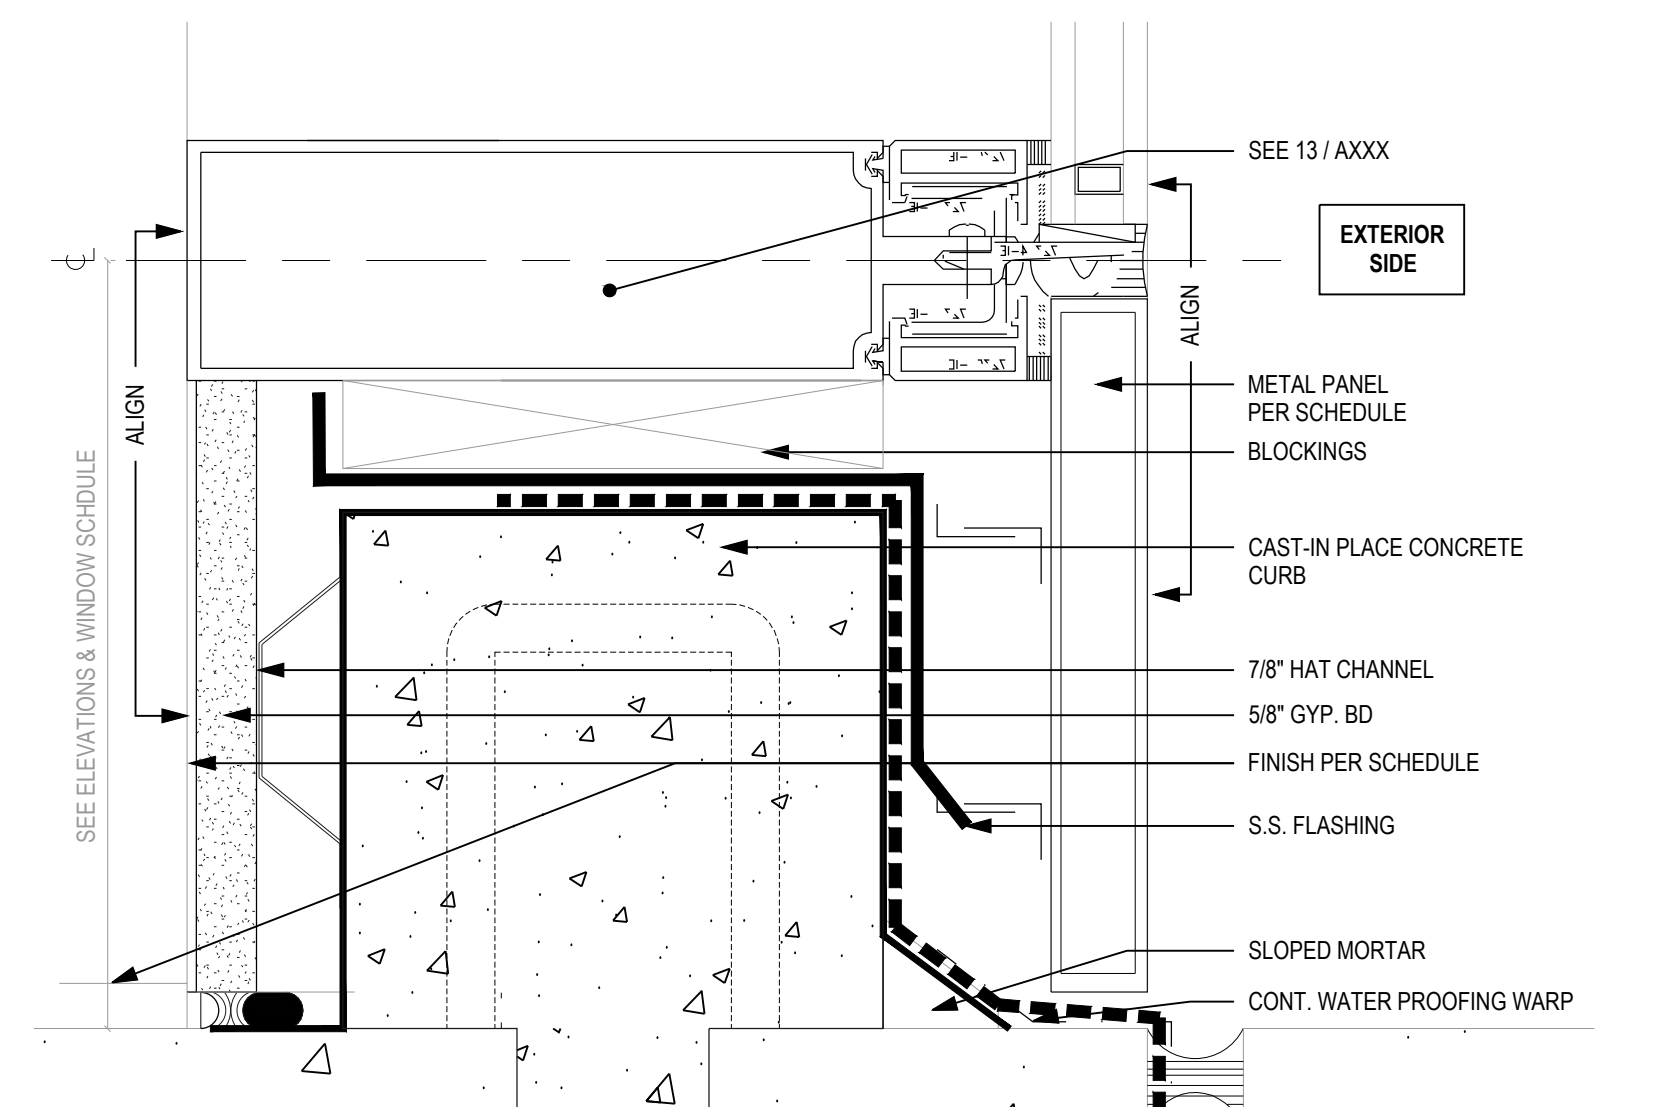 SEE 13 / AXXX
EXTERIOR
SIDE
ALIGN
METAL PANEL
PER SCHEDULE
ALIGN
BLOCKINGS
SEE ELEVATIONS & WINDOW SCHDULE
CAST-IN PLACE CONCRETE
CURB
7/8" HAT CHANNEL
5/8" GYP. BD
FINISH PER SCHEDULE
S.S. FLASHING
SLOPED MORTAR
CONT. WATER PROOFING WARP